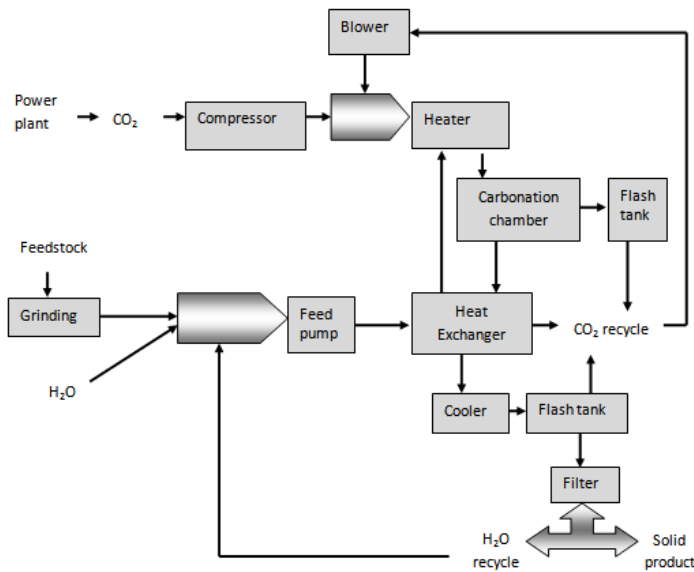 Blower
Power
plant
CO₂
Compressor
Heater
Carbonation
chamber
Flash
tank
Feedstock
Grinding
Feed
pump
Heat
Exchanger
CO₂ recycle
H₂O
Cooler
Flash tank
Filter
H₂O
recycle
Solid
product